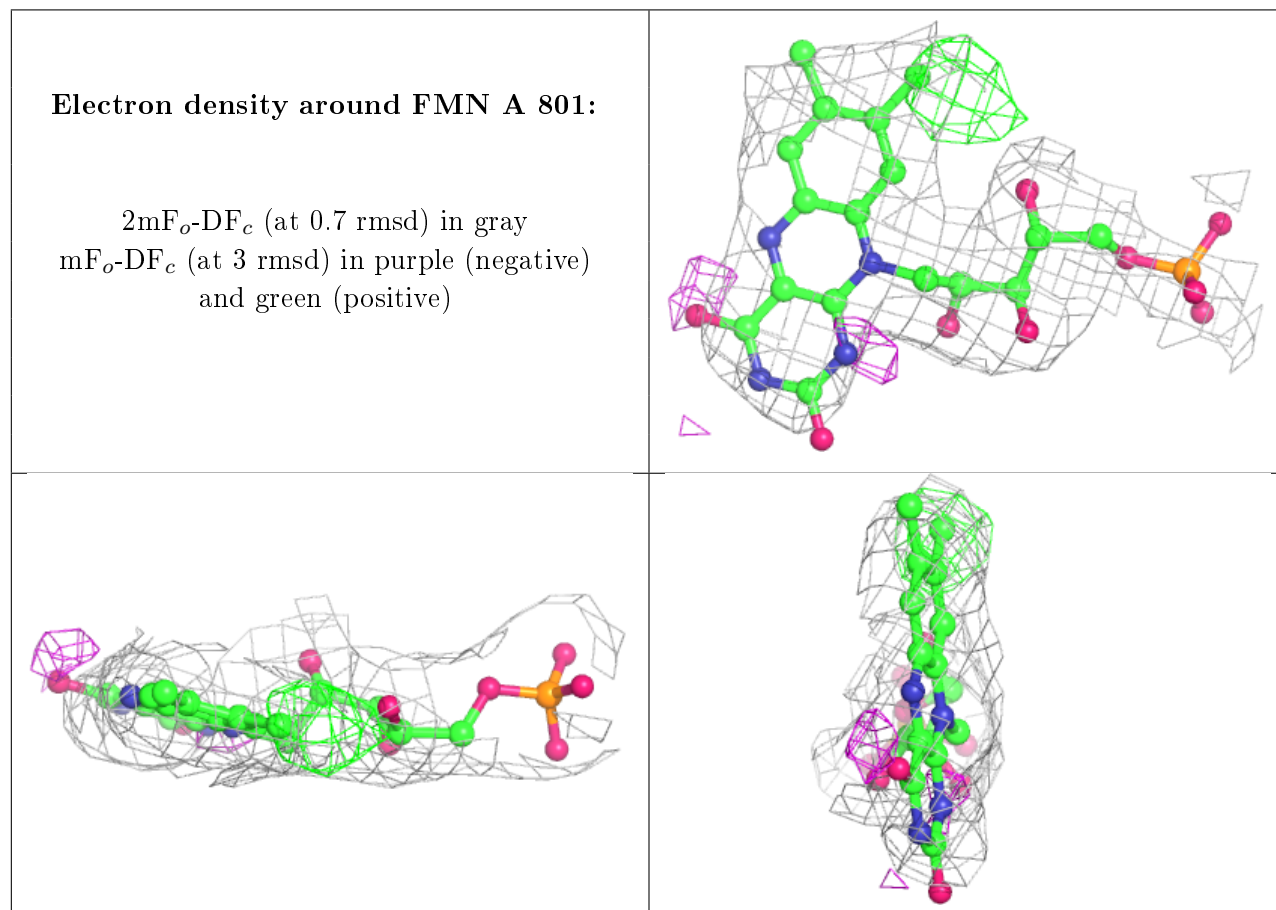 Electron density around FMN A 801:
2mFo-DFc (at 0.7 rmsd) in gray
mFo-DFc (at 3 rmsd) in purple (negative)
and green (positive)